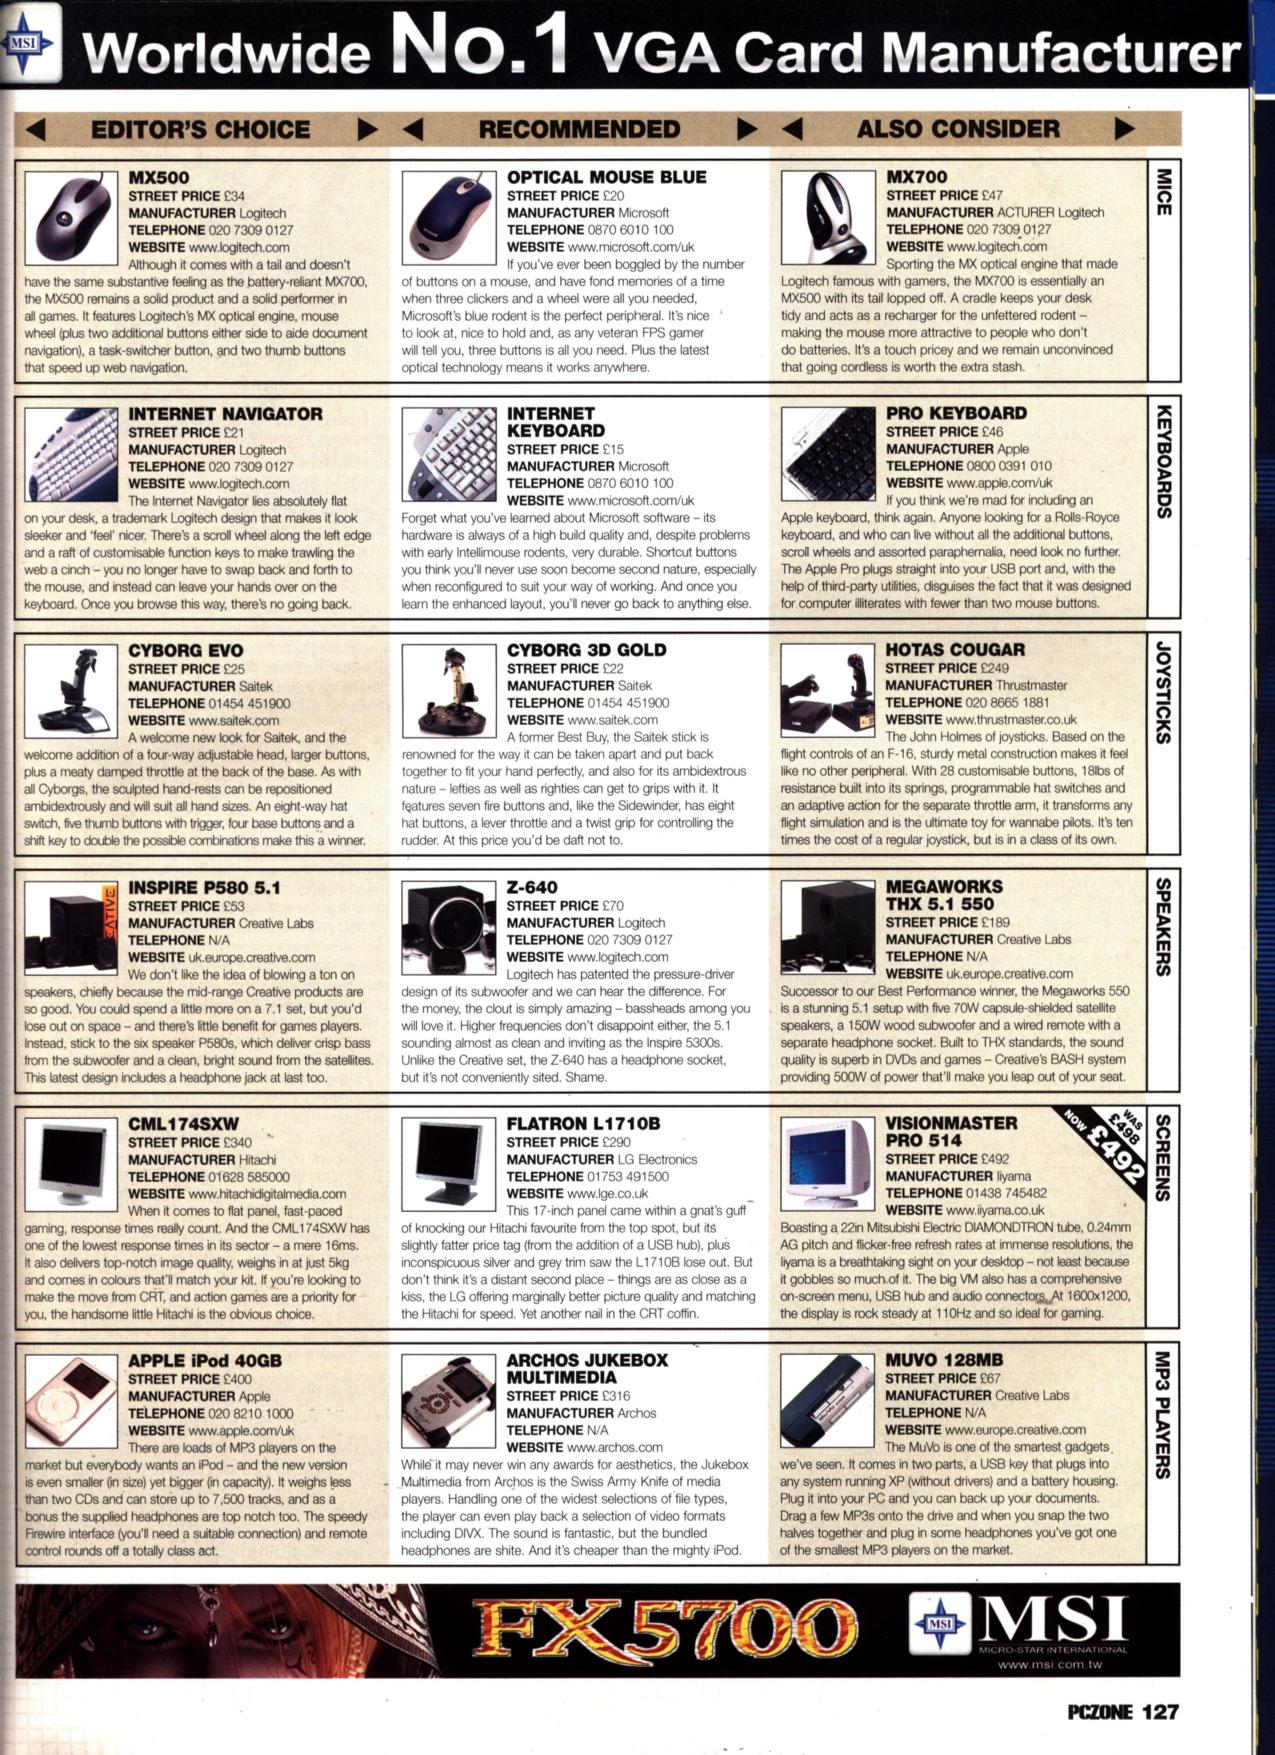 MSI
Worldwide No.1 VGA Card Manufacturer
EDITOR'S CHOICE
RECOMMENDED
ALSO CONSIDER
MICE
MX500
STREET PRICE £34
MANUFACTURER Logitech
TELEPHONE 020 7309 0127
WEBSITE www.logitech.com
Although it comes with a tail and doesn't
have the same substantive feeling as the battery-reliant MX700,
the MX500 remains a solid product and a solid performer in
all games. It features Logitech's MX optical engine, mouse
wheel (plus two additional buttons either side to aide document
navigation), a task-switcher button, and two thumb buttons
that speed up web navigation.
OPTICAL MOUSE BLUE
STREET PRICE £20
MANUFACTURER Microsoft
TELEPHONE 0870 6010 100
WEBSITE www.microsoft.com/uk
If you've ever been boggled by the number
of buttons on a mouse, and have fond memories of a time
when three clickers and a wheel were all you needed,
Microsoft's blue rodent is the perfect peripheral. It's nice
to look at, nice to hold and, as any veteran FPS gamer
will tell you, three buttons is all you need. Plus the latest
optical technology means it works anywhere.
MX700
STREET PRICE £47
MANUFACTURER ACTURER Logitech
TELEPHONE 020 7309 0127
WEBSITE www.logitech.com
Sporting the MX optical engine that made
Logitech famous with gamers, the MX700 is essentially an
MX500 with its tail lopped off. A cradle keeps your desk
tidy and acts as a recharger for the unfettered rodent –
making the mouse more attractive to people who don't
do batteries. It's a touch pricey and we remain unconvinced
that going cordless is worth the extra stash.
KEYBOARDS
INTERNET NAVIGATOR
STREET PRICE £21
MANUFACTURER Logitech
TELEPHONE 020 7309 0127
WEBSITE www.logitech.com
The Internet Navigator lies absolutely flat
on your desk, a trademark Logitech design that makes it look
sleeker and 'feel' nicer. There's a scroll wheel along the left edge
and a raft of customisable function keys to make trawling the
web a cinch – you no longer have to swap back and forth to
the mouse, and instead can leave your hands over on the
keyboard. Once you browse this way, there's no going back.
INTERNET
KEYBOARD
STREET PRICE £15
MANUFACTURER Microsoft
TELEPHONE 0870 6010 100
WEBSITE www.microsoft.com/uk
Forget what you've learned about Microsoft software – its
hardware is always of a high build quality and, despite problems
with early Intellimouse rodents, very durable. Shortcut buttons
you think you'll never use soon become second nature, especially
when reconfigured to suit your way of working. And once you
learn the enhanced layout, you'll never go back to anything else.
PRO KEYBOARD
STREET PRICE £46
MANUFACTURER Apple
TELEPHONE 0800 0391 010
WEBSITE www.apple.com/uk
If you think we're mad for including an
Apple keyboard, think again. Anyone looking for a Rolls-Royce
keyboard, and who can live without all the additional buttons,
scroll wheels and assorted paraphernalia, need look no further.
The Apple Pro plugs straight into your USB port and, with the
help of third-party utilities, disguises the fact that it was designed
for computer illiterates with fewer than two mouse buttons.
JOYSTICKS
CYBORG EVO
STREET PRICE £25
MANUFACTURER Saitek
TELEPHONE 01454 451900
WEBSITE www.saitek.com
A welcome new look for Saitek, and the
welcome addition of a four-way adjustable head, larger buttons,
plus a meaty damped throttle at the back of the base. As with
all Cyborgs, the sculpted hand-rests can be repositioned
ambidextrously and will suit all hand sizes. An eight-way hat
switch, five thumb buttons with trigger, four base buttons and a
shift key to double the possible combinations make this a winner.
CYBORG 3D GOLD
STREET PRICE £22
MANUFACTURER Saitek
TELEPHONE 01454 451900
WEBSITE www.saitek.com
A former Best Buy, the Saitek stick is
renowned for the way it can be taken apart and put back
together to fit your hand perfectly, and also for its ambidextrous
nature – lefties as well as righties can get to grips with it. It
features seven fire buttons and, like the Sidewinder, has eight
hat buttons, a lever throttle and a twist grip for controlling the
rudder. At this price you'd be daft not to.
HOTAS COUGAR
STREET PRICE £249
MANUFACTURER Thrustmaster
TELEPHONE 020 8665 1881
WEBSITE www.thrustmaster.co.uk
The John Holmes of joysticks. Based on the
flight controls of an F-16, sturdy metal construction makes it feel
like no other peripheral. With 28 customisable buttons, 18lbs of
resistance built into its springs, programmable hat switches and
an adaptive action for the separate throttle arm, it transforms any
flight simulation and is the ultimate toy for wannabe pilots. It's ten
times the cost of a regular joystick, but is in a class of its own.
SPEAKERS
INSPIRE P580 5.1
STREET PRICE £53
MANUFACTURER Creative Labs
TELEPHONE N/A
WEBSITE uk.europe.creative.com
We don't like the idea of blowing a ton on
speakers, chiefly because the mid-range Creative products are
so good. You could spend a little more on a 7.1 set, but you'd
lose out on space – and there's little benefit for games players.
Instead, stick to the six speaker P580s, which deliver crisp bass
from the subwoofer and a clean, bright sound from the satellites.
This latest design includes a headphone jack at last too.
Z-640
STREET PRICE £70
MANUFACTURER Logitech
TELEPHONE 020 7309 0127
WEBSITE www.logitech.com
Logitech has patented the pressure-driver
design of its subwoofer and we can hear the difference. For
the money, the clout is simply amazing – bassheads among you
will love it. Higher frequencies don't disappoint either, the 5.1
sounding almost as clean and inviting as the Inspire 5300s.
Unlike the Creative set, the Z-640 has a headphone socket,
but it's not conveniently sited. Shame.
MEGAWORKS
THX 5.1 550
STREET PRICE £189
MANUFACTURER Creative Labs
TELEPHONE N/A
WEBSITE uk.europe.creative.com
Successor to our Best Performance winner, the Megaworks 550
is a stunning 5.1 setup with five 70W capsule-shielded satellite
speakers, a 150W wood subwoofer and a wired remote with a
separate headphone socket. Built to THX standards, the sound
quality is superb in DVDs and games – Creative's BASH system
providing 500W of power that'll make you leap out of your seat.
SCREENS
CML174SXW
STREET PRICE £340
MANUFACTURER Hitachi
TELEPHONE 01628 585000
WEBSITE www.hitachidigitalmedia.com
When it comes to flat panel, fast-paced
gaming, response times really count. And the CML174SXW has
one of the lowest response times in its sector – a mere 16ms.
It also delivers top-notch image quality, weighs in at just 5kg
and comes in colours that'll match your kit. If you're looking to
make the move from CRT, and action games are a priority for
you, the handsome little Hitachi is the obvious choice.
FLATRON L1710B
STREET PRICE £290
MANUFACTURER LG Electronics
TELEPHONE 01753 491500
WEBSITE www.lge.co.uk
This 17-inch panel came within a gnat's guff
of knocking our Hitachi favourite from the top spot, but its
slightly fatter price tag (from the addition of a USB hub), plus
inconspicuous silver and grey trim saw the L1710B lose out. But
don't think it's a distant second place – things are as close as a
kiss, the LG offering marginally better picture quality and matching
the Hitachi for speed. Yet another nail in the CRT coffin.
VISIONMASTER
PRO 514
STREET PRICE £492
MANUFACTURER Iiyama
TELEPHONE 01438 745482
WEBSITE www.iiyama.co.uk
Boasting a 22in Mitsubishi Electric DIAMONDTRON tube, 0.24mm
AG pitch and flicker-free refresh rates at immense resolutions, the
Iiyama is a breathtaking sight on your desktop – not least because
it gobbles so much of it. The big VM also has a comprehensive
on-screen menu, USB hub and audio connectors. At 1600x1200,
the display is rock steady at 110Hz and so ideal for gaming.
WAS
£498
NOW £492
MP3 PLAYERS
APPLE iPod 40GB
STREET PRICE £400
MANUFACTURER Apple
TELEPHONE 020 8210 1000
WEBSITE www.apple.com/uk
There are loads of MP3 players on the
market but everybody wants an iPod – and the new version
is even smaller (in size) yet bigger (in capacity). It weighs less
than two CDs and can store up to 7,500 tracks, and as a
bonus the supplied headphones are top notch too. The speedy
Firewire interface (you'll need a suitable connection) and remote
control rounds off a totally class act.
ARCHOS JUKEBOX
MULTIMEDIA
STREET PRICE £316
MANUFACTURER Archos
TELEPHONE N/A
WEBSITE www.archos.com
While it may never win any awards for aesthetics, the Jukebox
Multimedia from Archos is the Swiss Army Knife of media
players. Handling one of the widest selections of file types,
the player can even play back a selection of video formats
including DIVX. The sound is fantastic, but the bundled
headphones are shite. And it's cheaper than the mighty iPod.
MUVO 128MB
STREET PRICE £67
MANUFACTURER Creative Labs
TELEPHONE N/A
WEBSITE www.europe.creative.com
The MuVo is one of the smartest gadgets
we've seen. It comes in two parts, a USB key that plugs into
any system running XP (without drivers) and a battery housing.
Plug it into your PC and you can back up your documents.
Drag a few MP3s onto the drive and when you snap the two
halves together and plug in some headphones you've got one
of the smallest MP3 players on the market.
FX5700
MSI
MSI
MICRO-STAR INTERNATIONAL
www.msi.com.tw
PCZONE 127